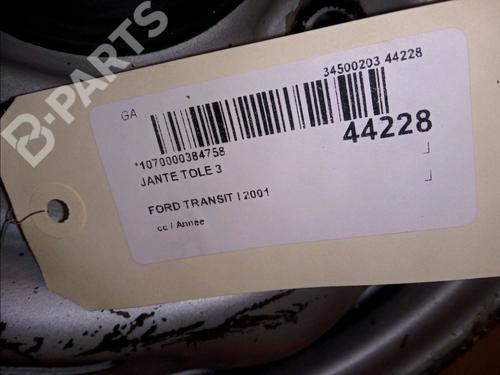 B-PARTS
GA
34500203 44228
44228
*1070000384758
JANTE TOLE 3
FORD TRANSIT I 2001
cc / Année